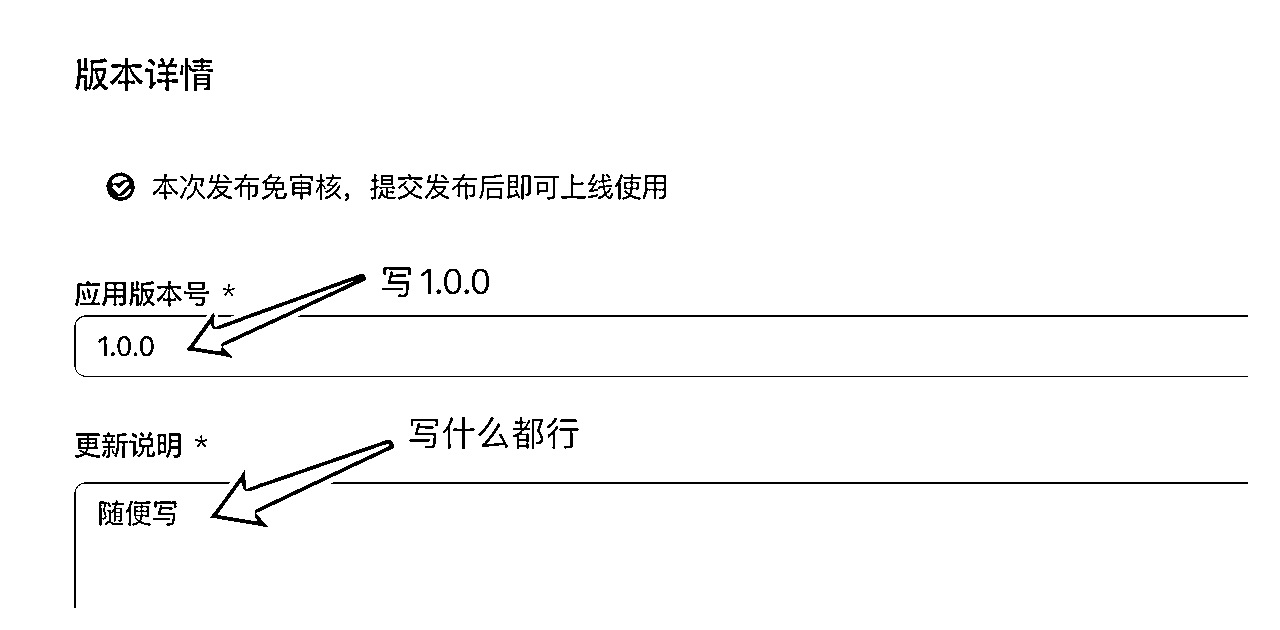 版本详情
本次发布免审核，提交发布后即可上线使用
写1.0.0
应用版本号 *
1.0.0
写什么都行
更新说明 *
随便写